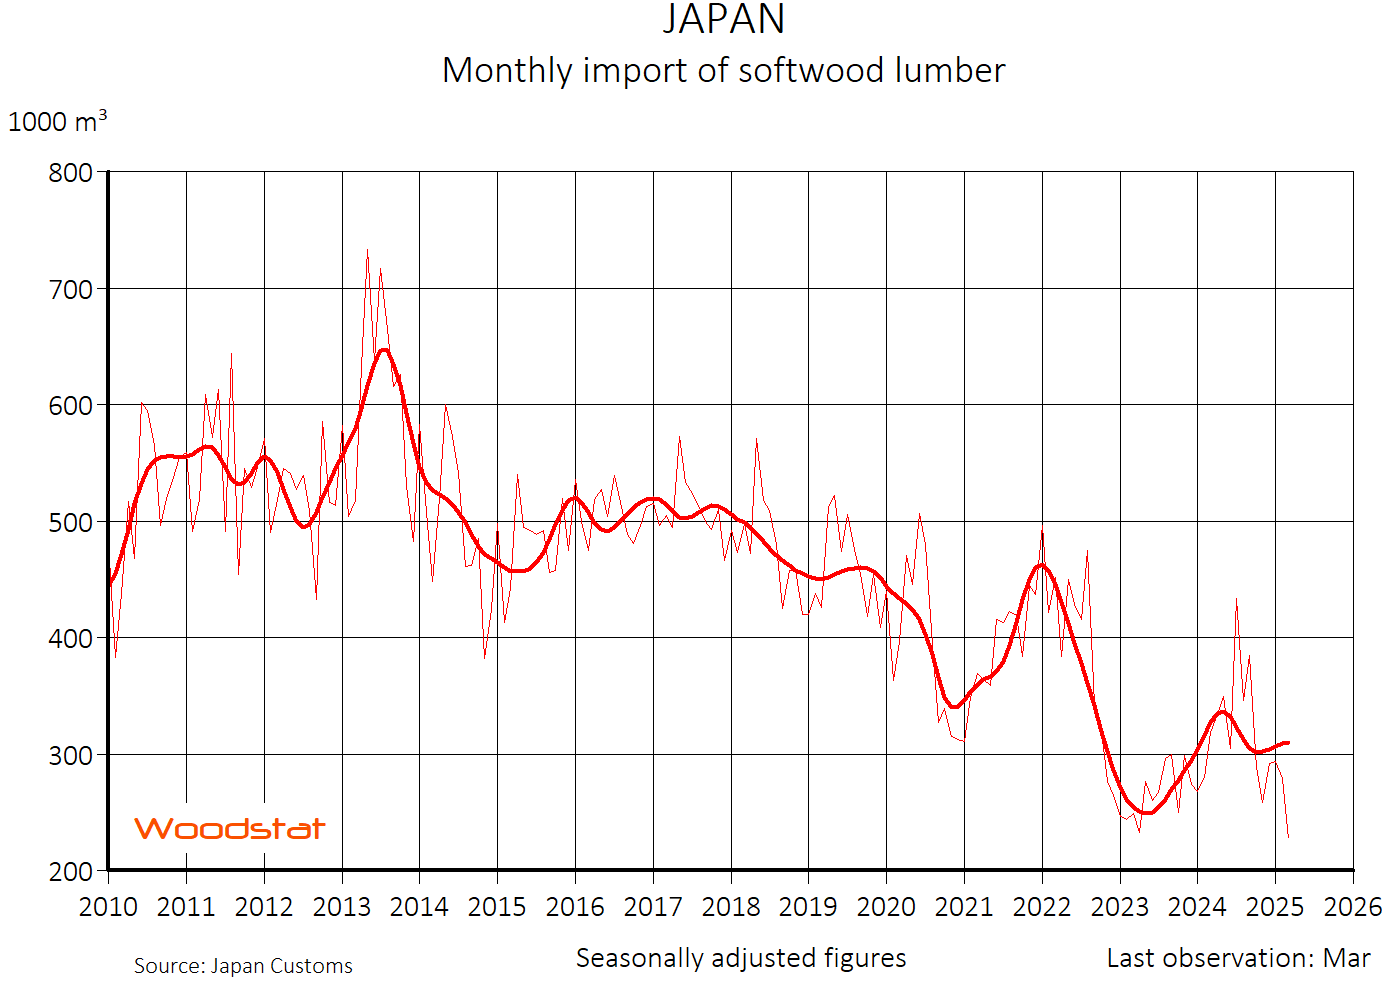 JAPAN
Monthly import of softwood lumber
1000 m³
800
700
600
500
400
300
200
Woodstat
2010 2011 2012 2013 2014 2015 2016 2017 2018 2019 2020 2021 2022 2023 2024 2025 2026
Source: Japan Customs Seasonally adjusted figures Last observation: Mar